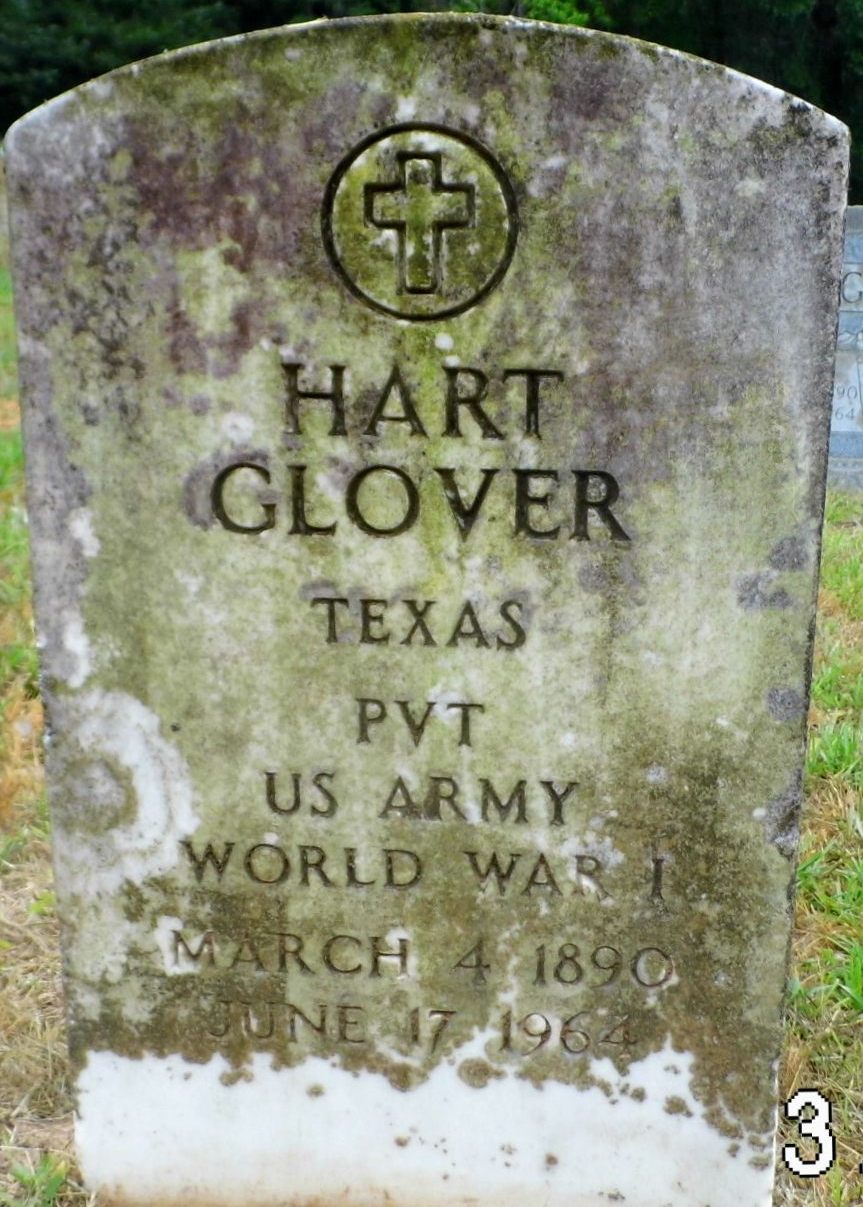 HART
GLOVER
TEXAS
PVT
US ARMY
WORLD WAR I
MARCH 4 1890
JUNE 17 1964
3.